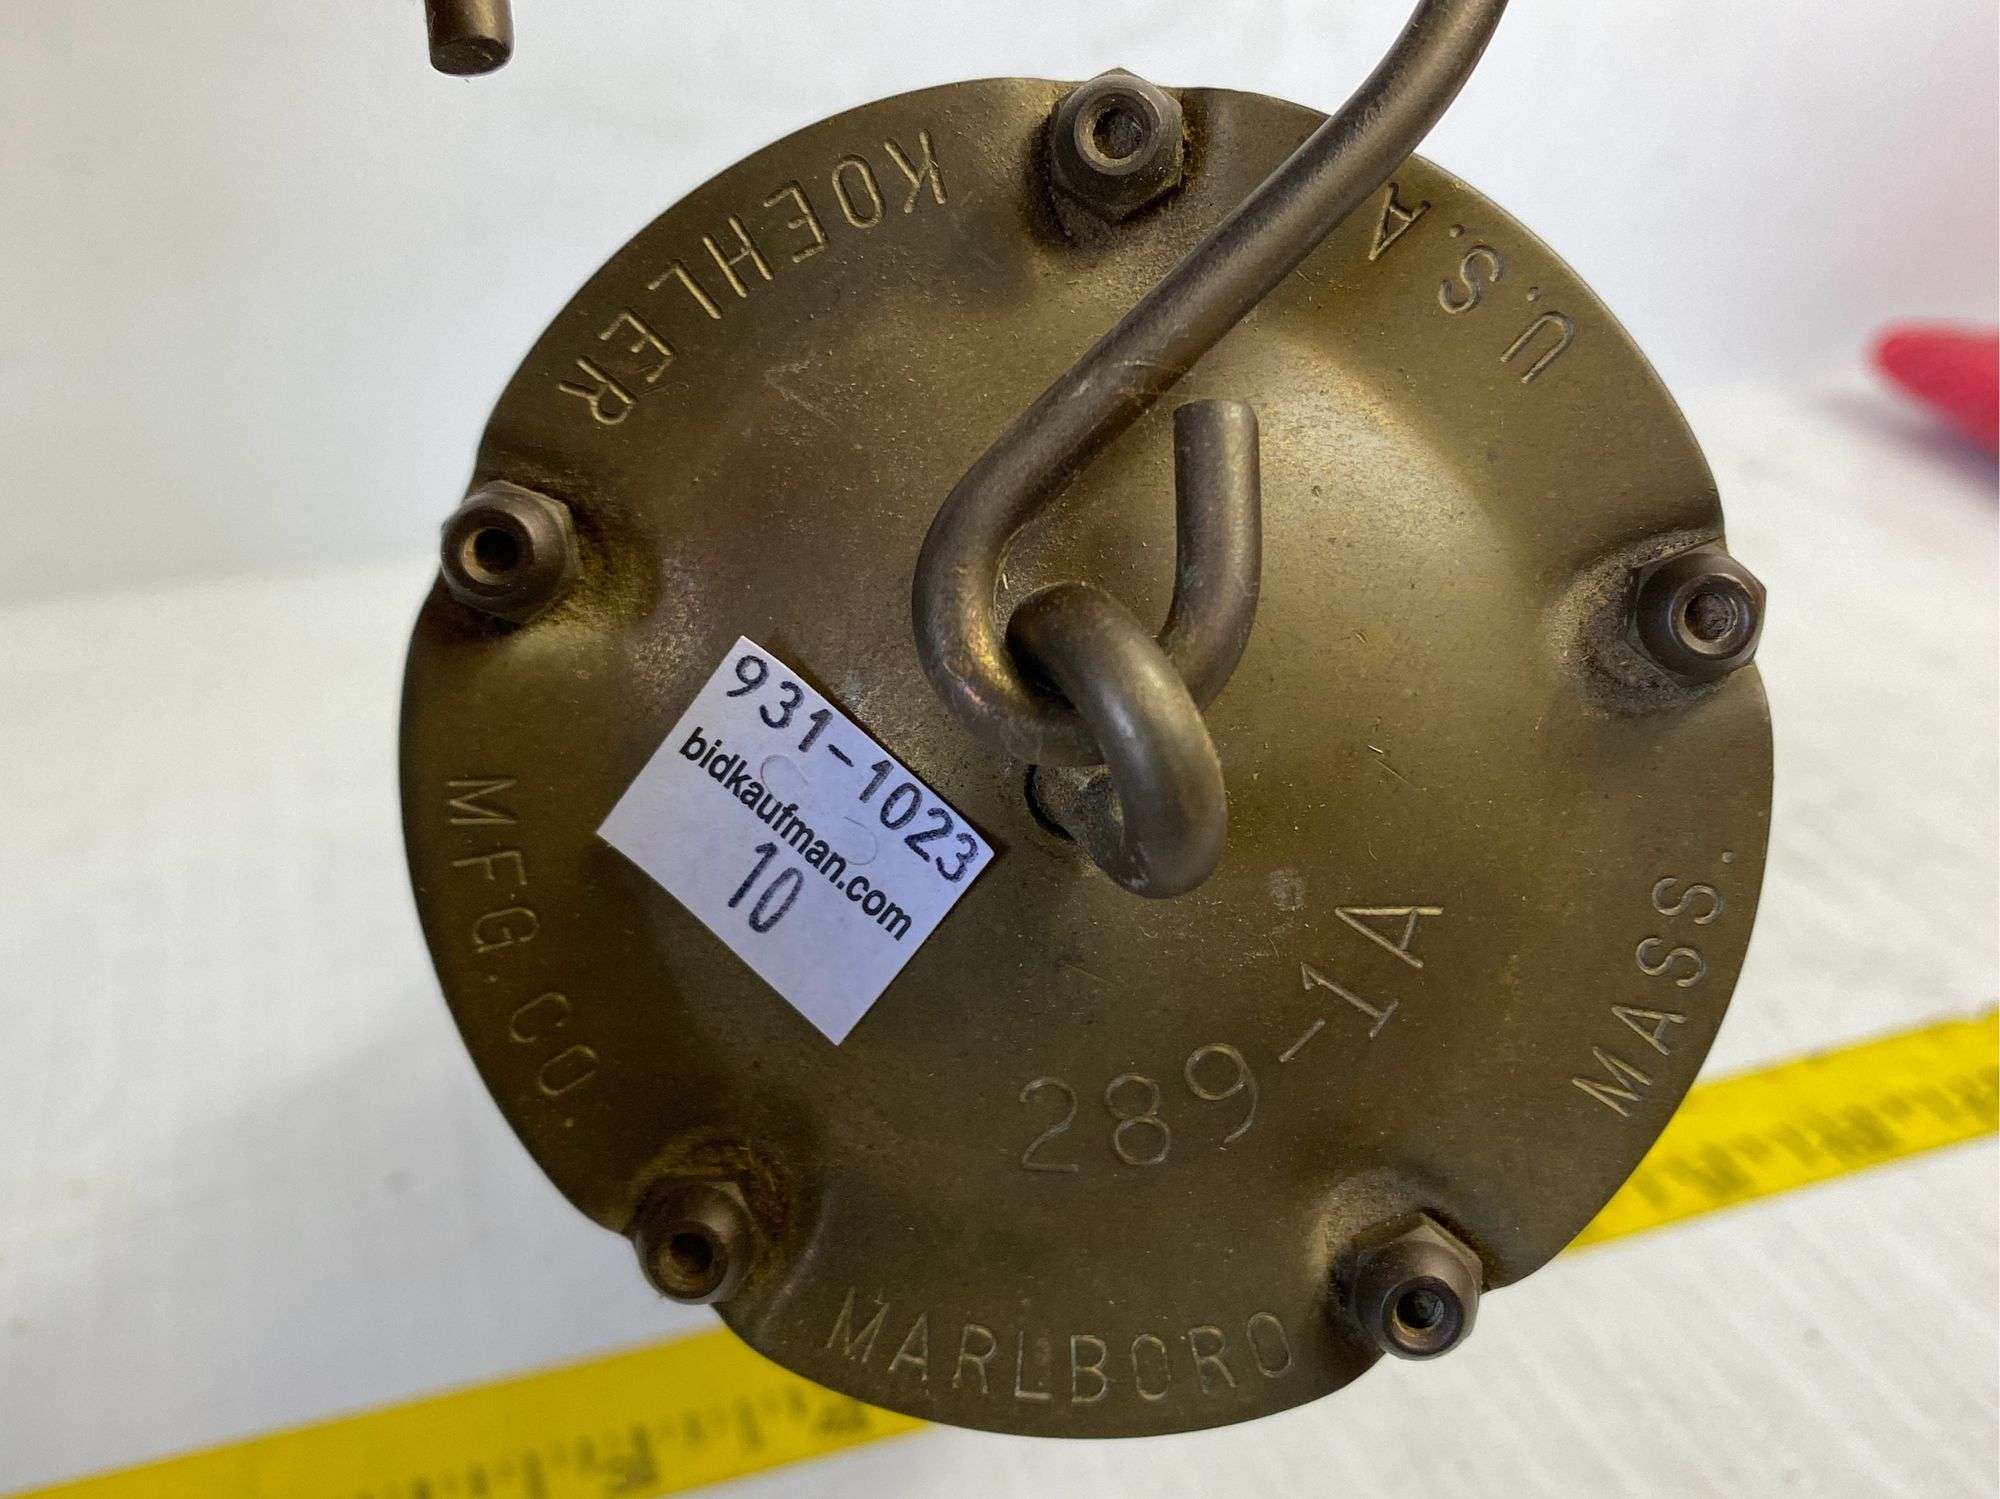 KOEHLER
MFG.CO.
MARLBORO
MASS.
U.S.A
289-1A
931-1023
bidkaufman.com
10